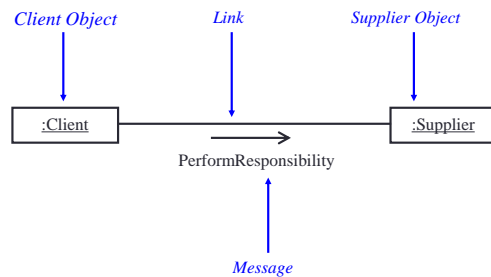 Client Object
Link
Supplier Object
:Client
:Supplier
PerformResponsibility
Message